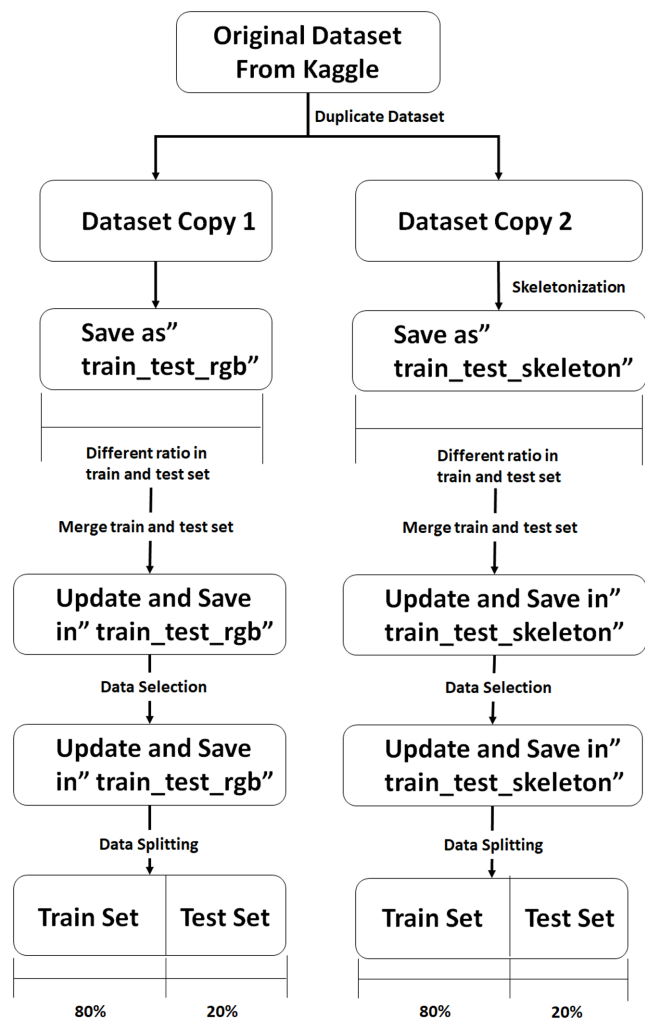 Original Dataset
From Kaggle
Duplicate Dataset
Dataset Copy 1
Dataset Copy 2
Skeletonization
Save as”
train_test_rgb”
Save as”
train_test_skeleton”
Different ratio in
train and test set
Different ratio in
train and test set
Merge train and test set
Merge train and test set
Update and Save
in” train_test_rgb”
Update and Save in”
train_test_skeleton”
Data Selection
Data Selection
Update and Save
in” train_test_rgb”
Update and Save in”
train_test_skeleton”
Data Splitting
Data Splitting
Train Set
Test Set
Train Set
Test Set
80%
20%
80%
20%